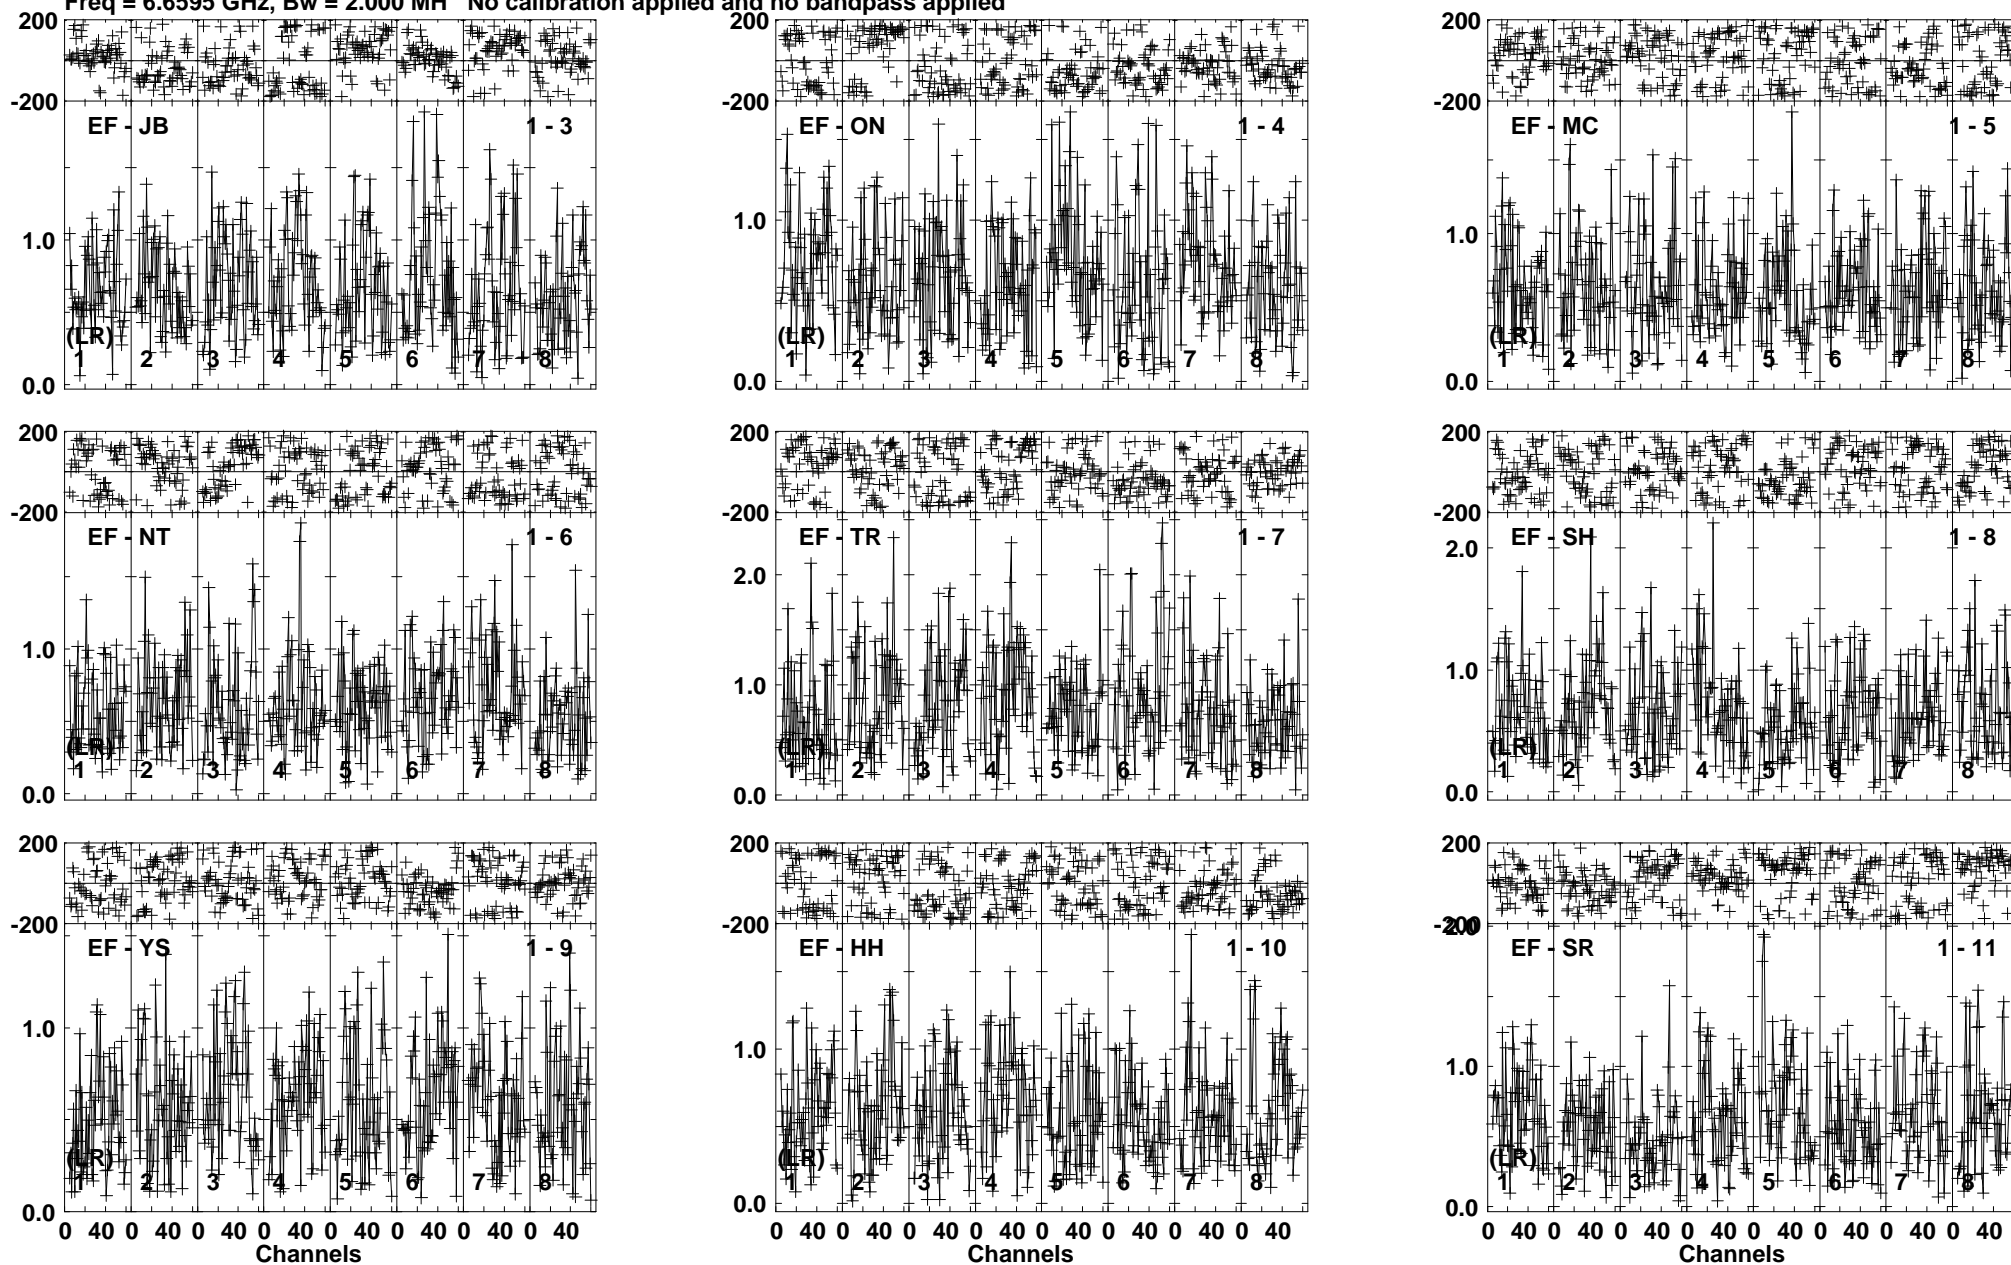 Freq = 6.6595 GHz, Bw = 2.000 MH No calibration applied and no bandpass applied
200 200 200
-200 -200 -200
EF - JB 1 - 3 EF - ON 1 - 4 EF - MC 1 - 5
1.0 1.0 1.0
(LR) (LR) (LR)
1 2 3 4 5 6 7 8 1 2 3 4 5 6 7 8 1 2 3 4 5 6 7 8
0.0 0.0 0.0
200 200 200
-200 -200 -200
EF - NT 1 - 6 EF - TR 1 - 7 EF - SH 1 - 8
2.0 2.0
1.0 1.0 1.0
(LR) (LR) (LR)
1 2 3 4 5 6 7 8 1 2 3 4 5 6 7 8 1 2 3 4 5 6 7 8
0.0 0.0 0.0
200 200 200
-200 -200 -200
2.0
EF - YS 1 - 9 EF - HH 1 - 10 EF - SR 1 - 11
1.0 1.0 1.0
(LR) (LR) (LR)
1 2 3 4 5 6 7 8 1 2 3 4 5 6 7 8 1 2 3 4 5 6 7 8
0.0 0.0 0.0
0 40 0 40 0 40 0 40 0 40 0 40 0 40 0 40 0 40 0 40 0 40 0 40 0 40 0 40 0 40 0 40 0 40 0 40 0 40 0 40 0 40 0 40 0 40 0 40
Channels Channels Channels